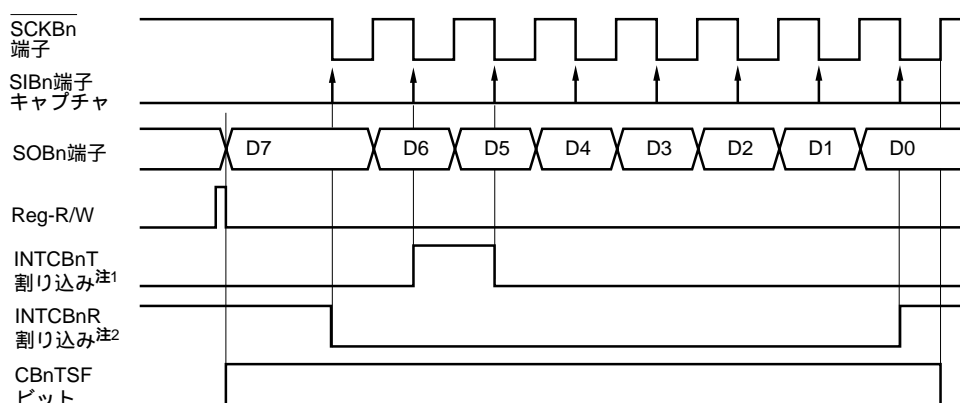 SCKBn
端子
SIBn端子
キャプチャ
SOBn端子
D7
D6
D5
D4
D3
D2
D1
D0
Reg-R/W
INTCBnT
割り込み注1
INTCBnR
割り込み注2
CBnTSF
ビット